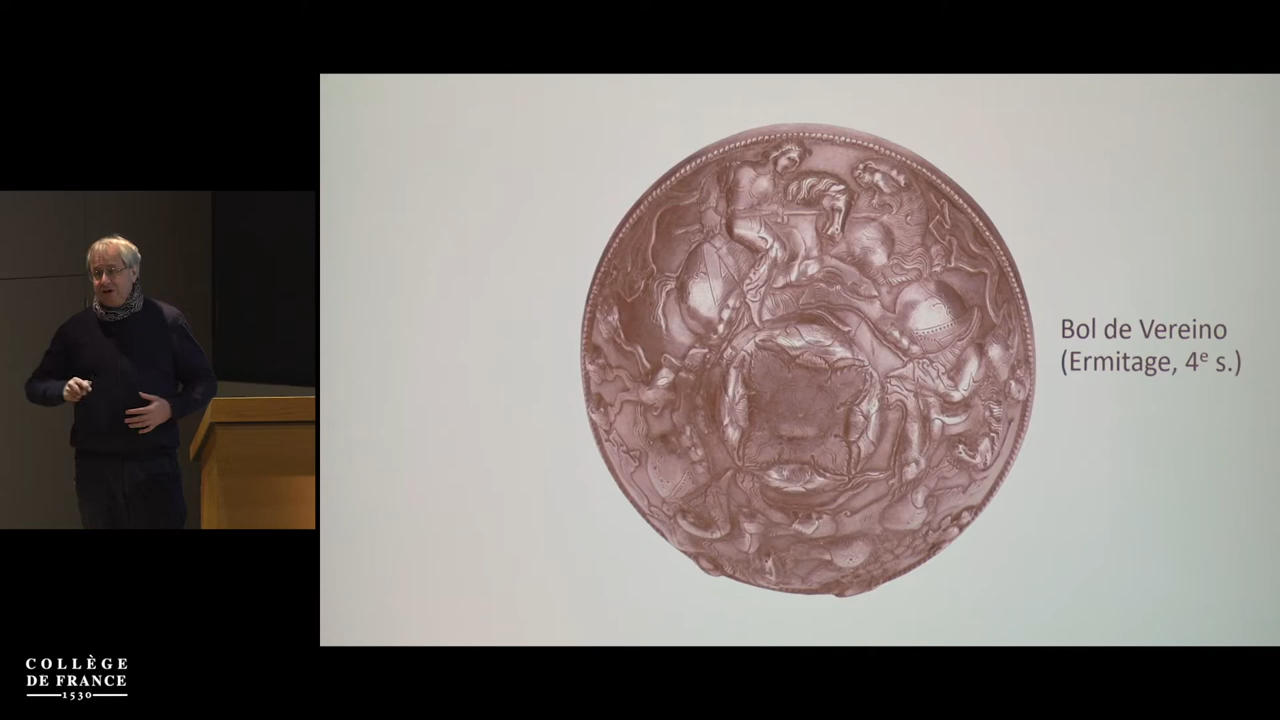 Bol de Vereino
(Ermitage, 4ᵉ s.)
COLLÈGE
DE FRANCE
1530